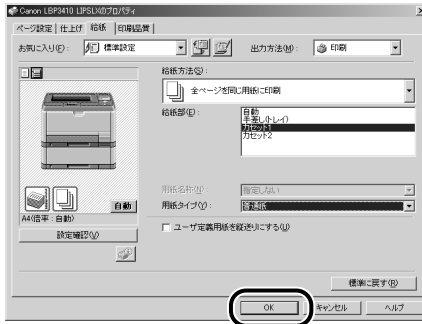 Canon LBP3410 LIPSLXのプロパティ
ページ設定 仕上げ 給紙 印刷品質
お気に入り(F): 標準設定 出力方法(M): 印刷
給紙方法(S):
全ページを同じ用紙に印刷
給紙部(E): 自動
手差し(トレイ)
カセット1
カセット2
用紙名称(N): 指定しない
自動 用紙タイプ(Y): 普通紙
A4(倍率:自動)
ユーザ定義用紙を縦送りにする(U)
設定確認(V)
標準に戻す(R)
OK キャンセル ヘルプ